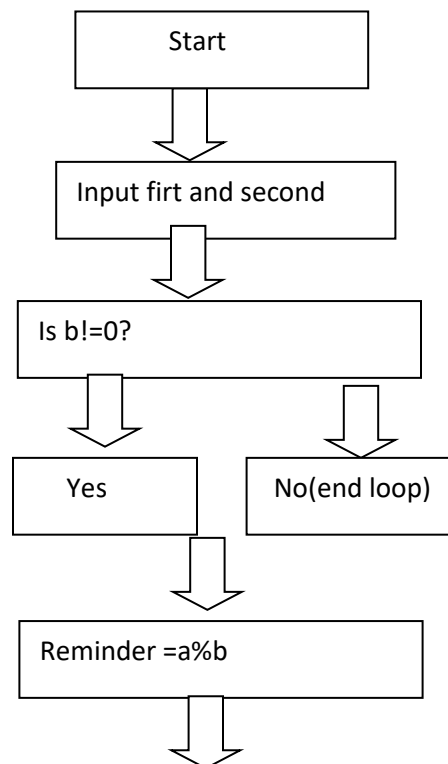 Start
Input firt and second
Is b!=0?
Yes
No(end loop)
Reminder =a%b